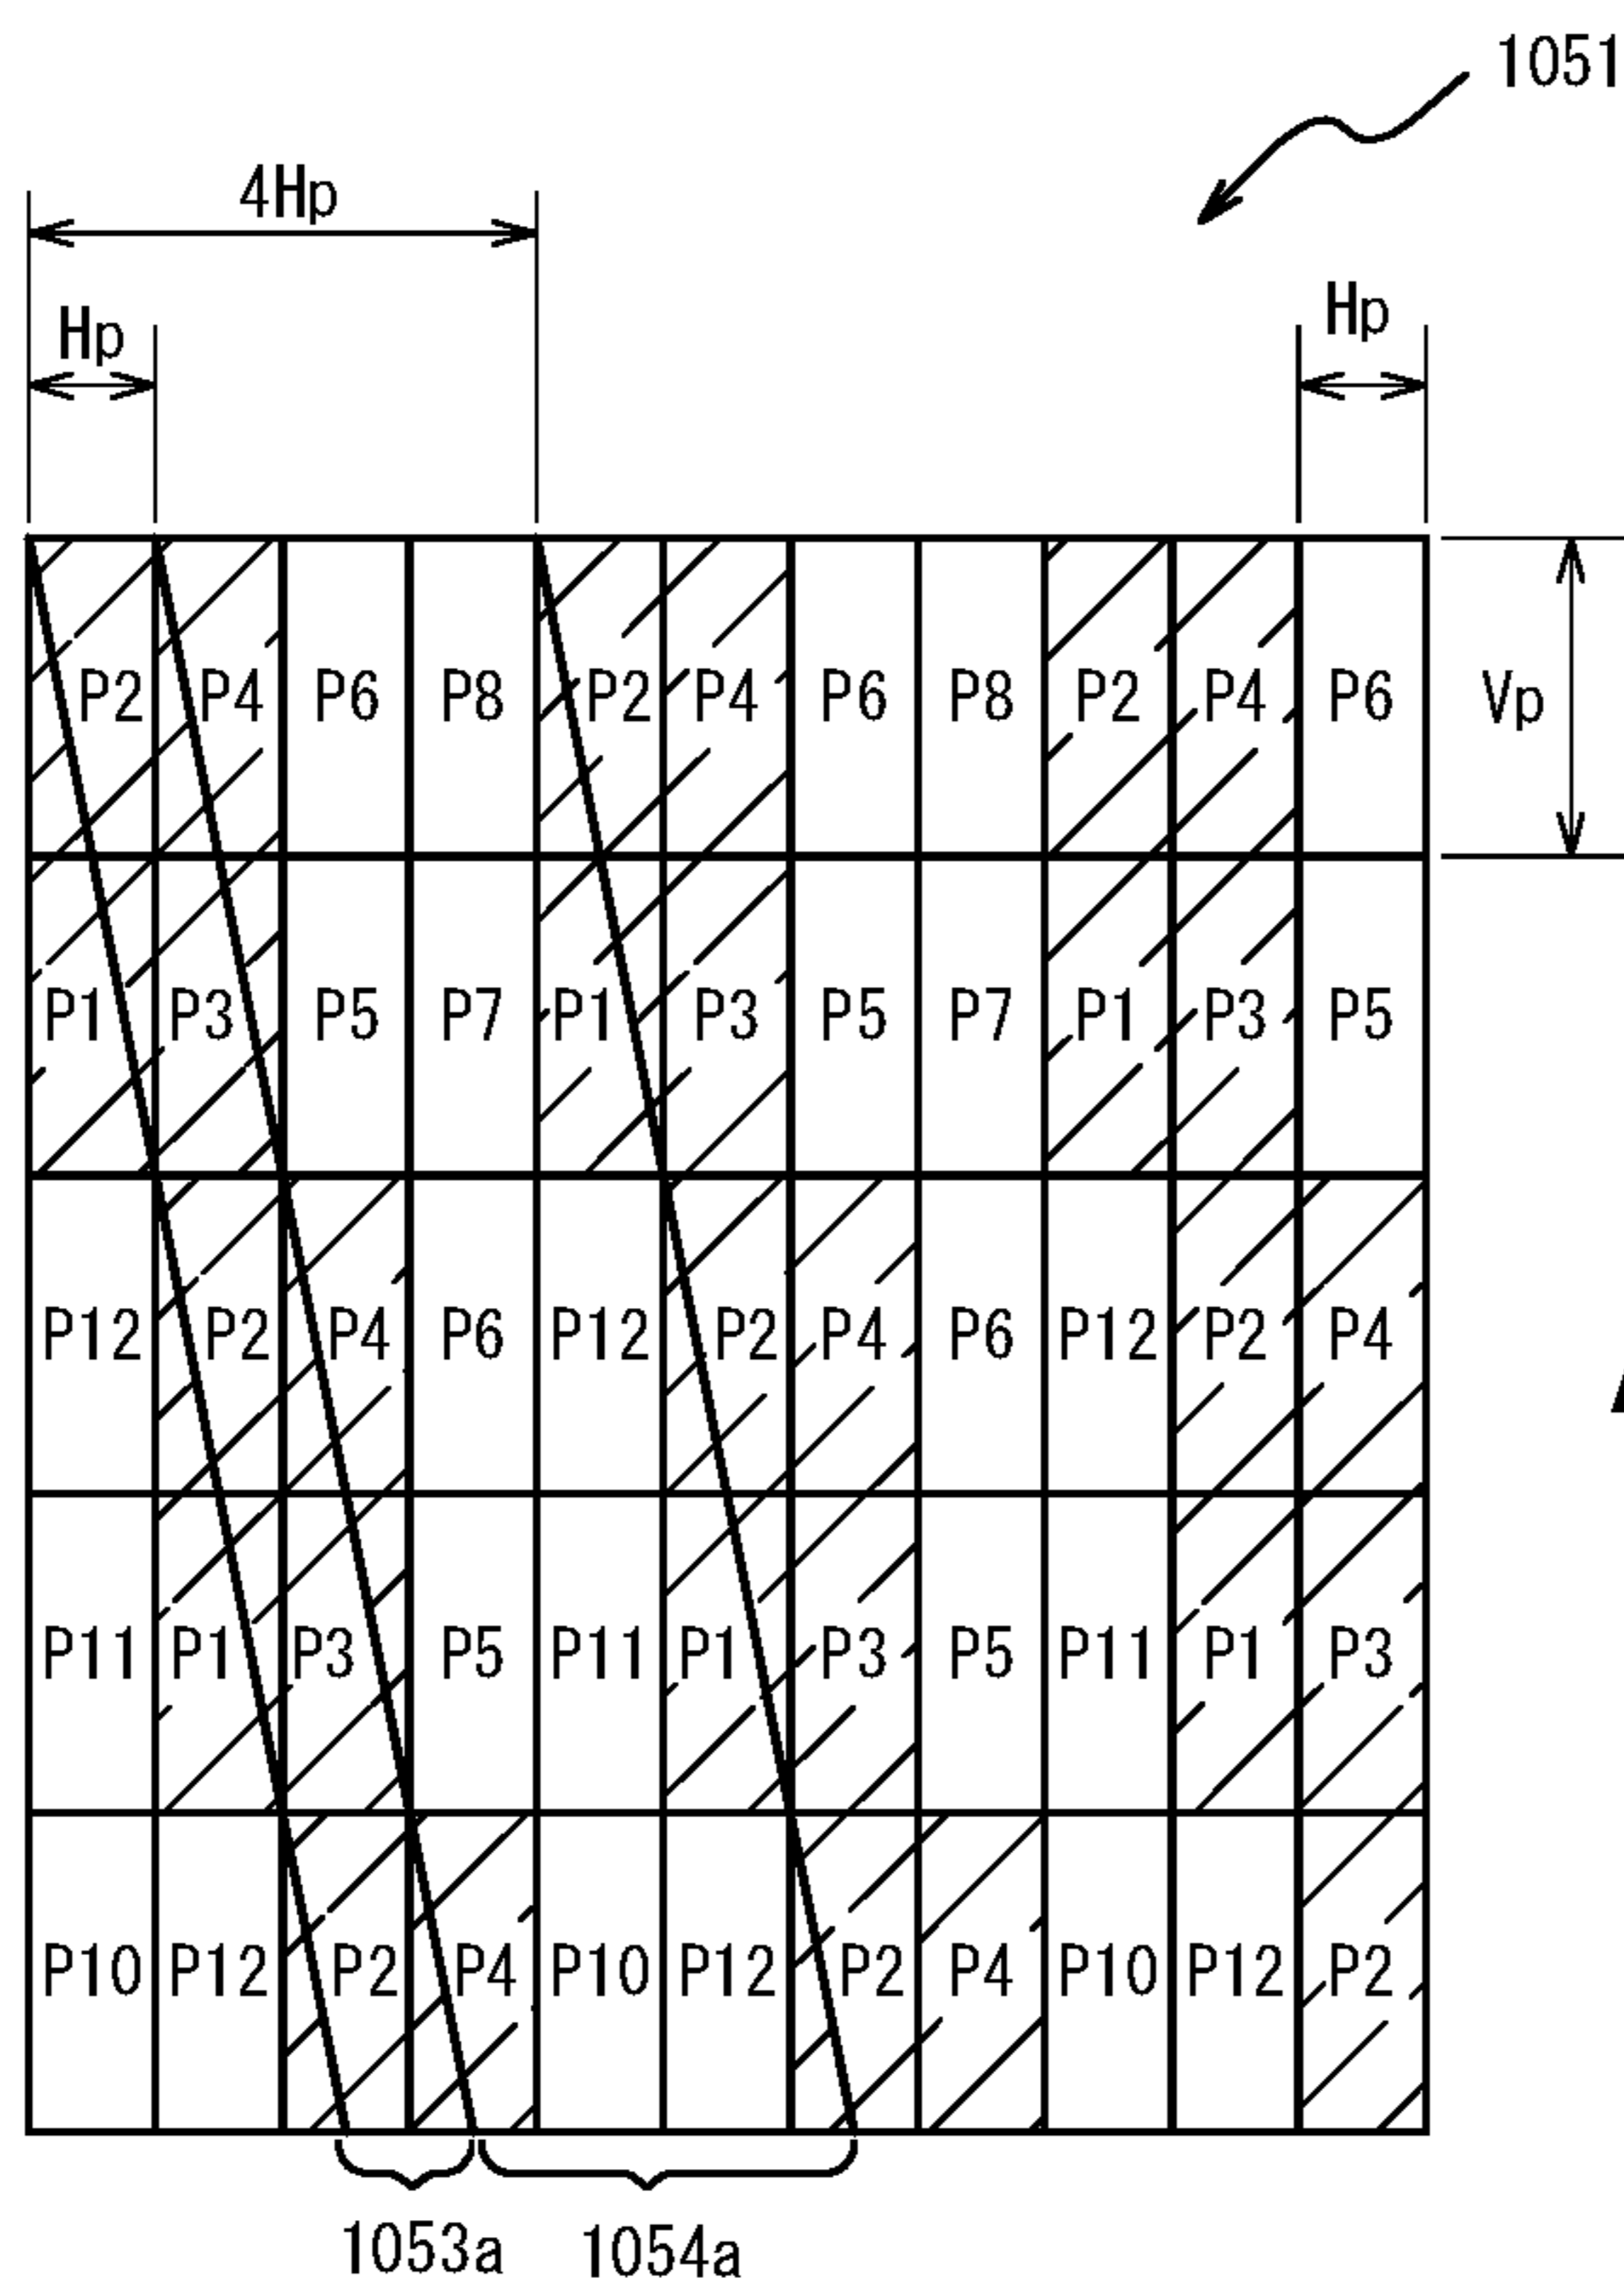 1051
4Hp
Hp Hp
P2 P4 P6 P8 P2 P4 P6 P8 P2 P4 P6 Vp
P1 P3 P5 P7 P1 P3 P5 P7 P1 P3 P5
P12 P2 P4 P6 P12 P2 P4 P6 P12 P2 P4
P11 P1 P3 P5 P11 P1 P3 P5 P11 P1 P3
P10 P12 P2 P4 P10 P12 P2 P4 P10 P12 P2
1053a 1054a